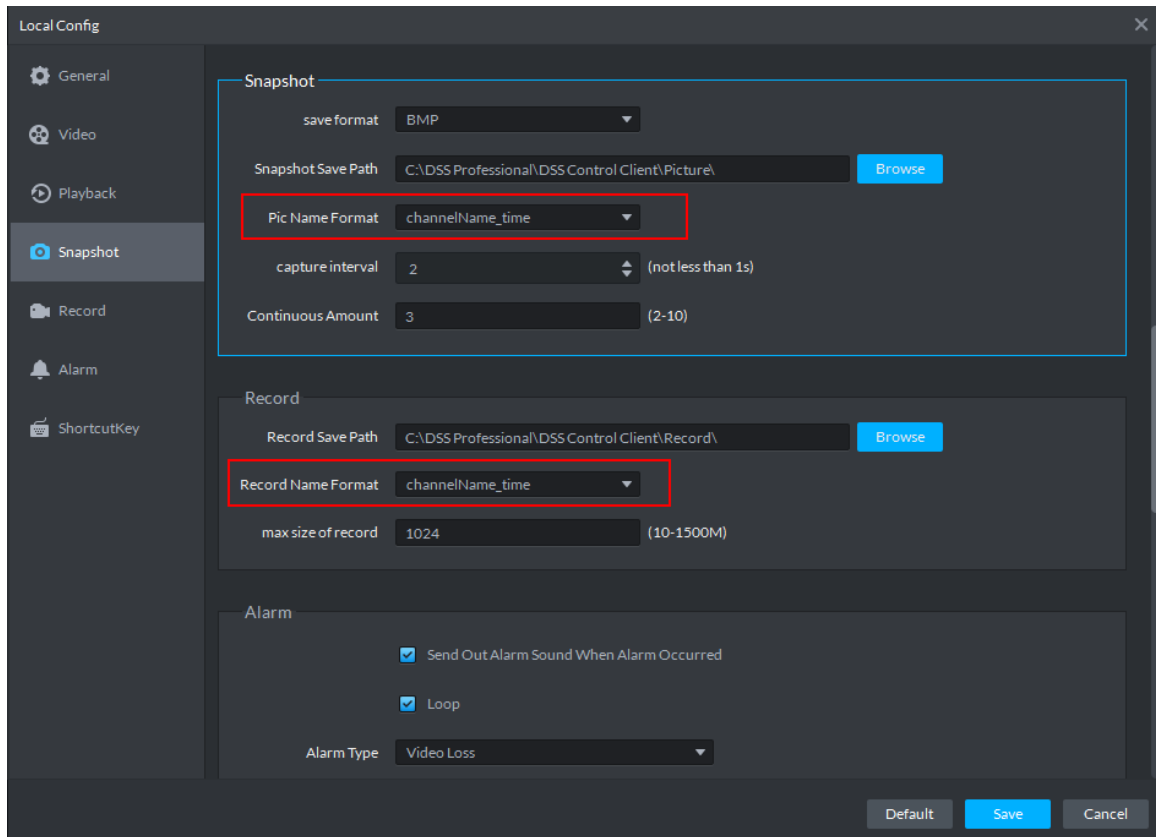 Local Config
General
Video
Playback
Snapshot
Record
Alarm
ShortcutKey
Snapshot
save format BMP
Snapshot Save Path C:\DSS Professional\DSS Control Client\Picture\ Browse
Pic Name Format channelName_time
capture interval 2 (not less than 1s)
Continuous Amount 3 (2-10)
Record
Record Save Path C:\DSS Professional\DSS Control Client\Record\ Browse
Record Name Format channelName_time
max size of record 1024 (10-1500M)
Alarm
Send Out Alarm Sound When Alarm Occurred
Loop
Alarm Type Video Loss
Default Save Cancel